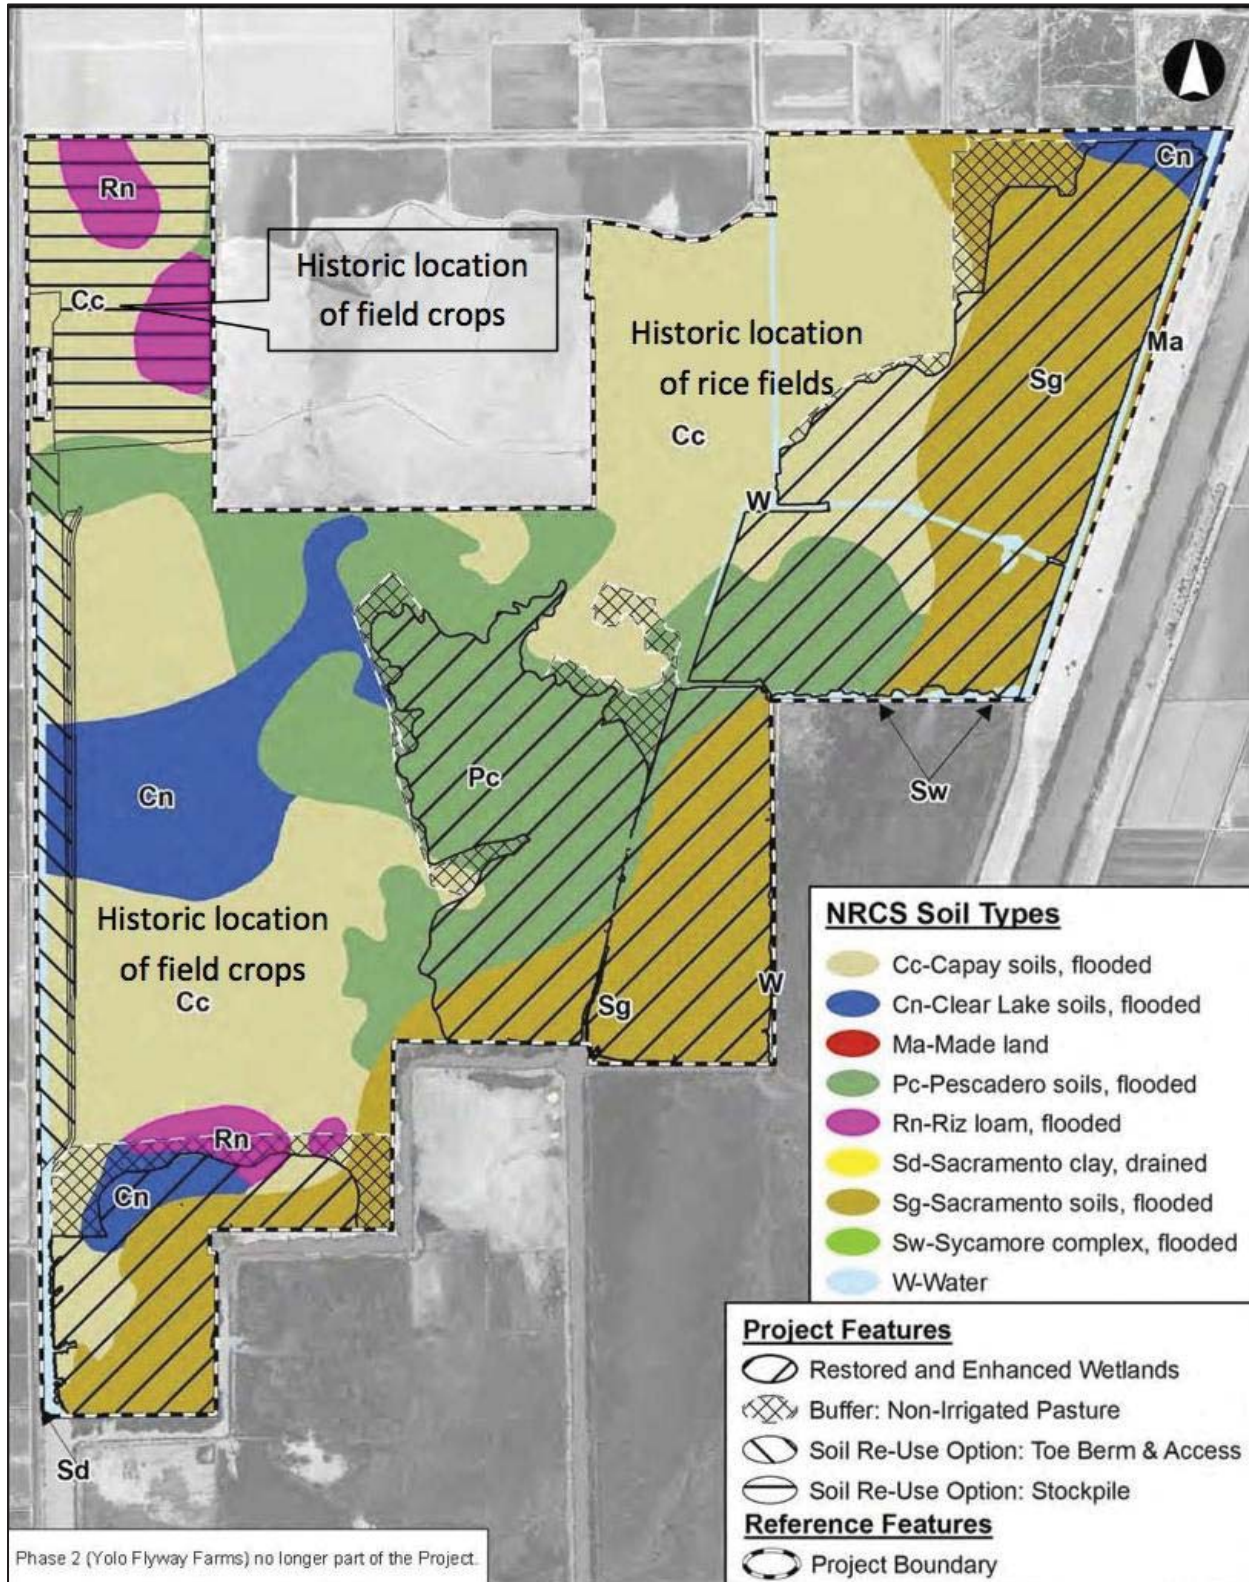 Cn
Rn
Historic location
of field crops
Cc
Historic location
of rice fields
Ma
Sg
Cc
W
Pc
Cn
Sw
Historic location
of field crops
Cc
W
Sg
Rn
Cn
Sd
NRCS Soil Types
Cc-Capay soils, flooded
Cn-Clear Lake soils, flooded
Ma-Made land
Pc-Pescadero soils, flooded
Rn-Riz loam, flooded
Sd-Sacramento clay, drained
Sg-Sacramento soils, flooded
Sw-Sycamore complex, flooded
W-Water
Project Features
Restored and Enhanced Wetlands
Buffer: Non-Irrigated Pasture
Soil Re-Use Option: Toe Berm & Access
Soil Re-Use Option: Stockpile
Reference Features
Project Boundary
Phase 2 (Yolo Flyway Farms) no longer part of the Project.